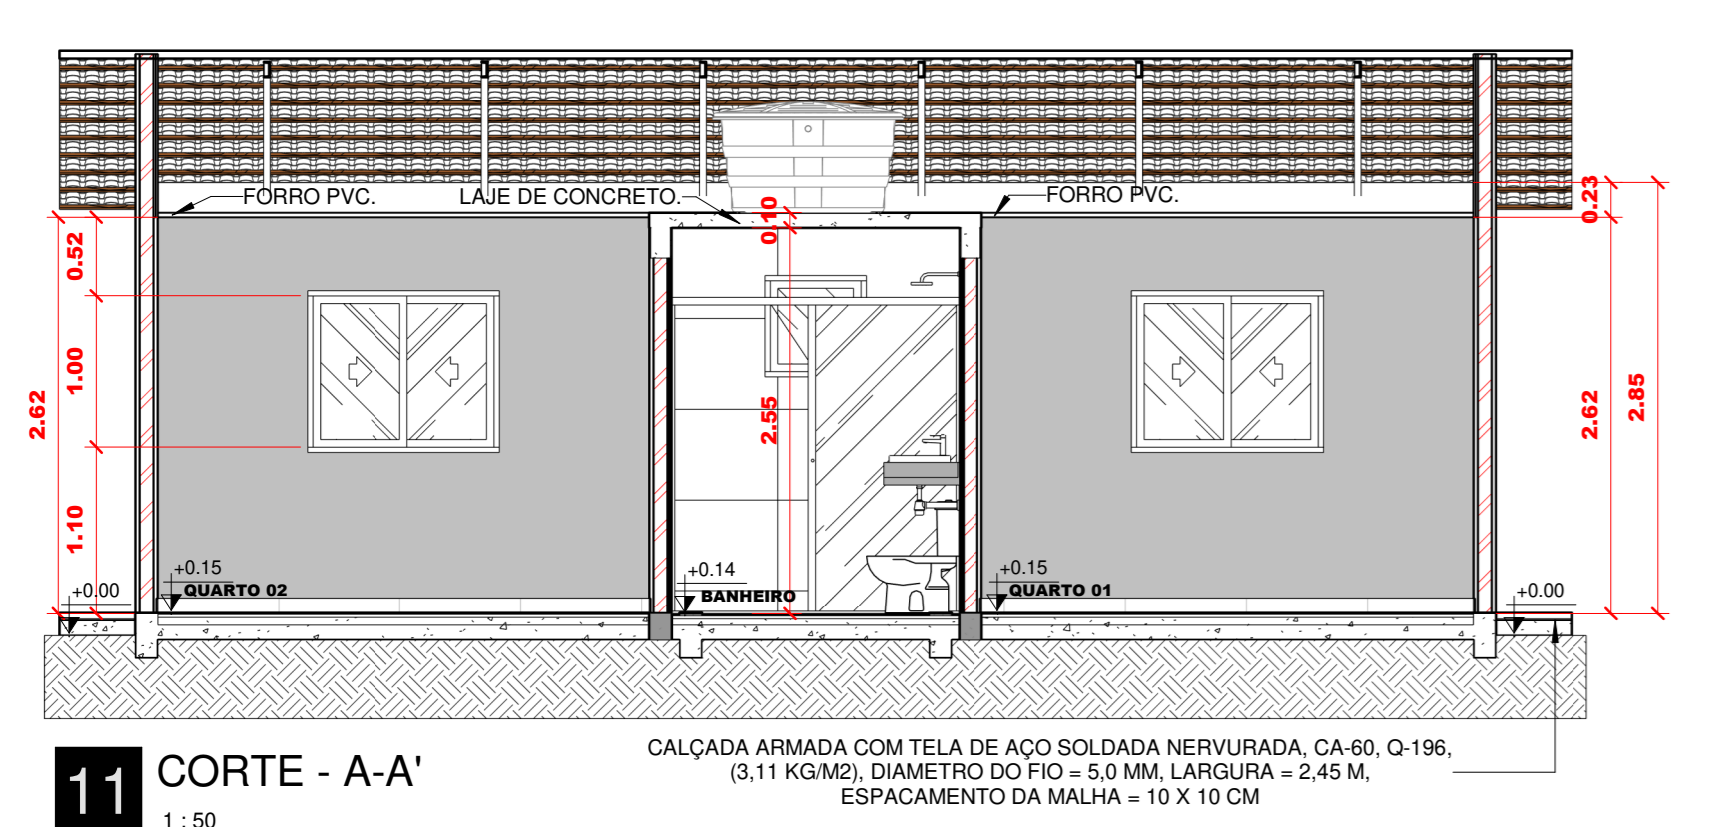 FORRO PVC.
LAJE DE CONCRETO.
FORRO PVC.
0.10
0.23
0.52
1.00
2.62
2.55
2.62
2.85
1.10
+0.15
QUARTO 02
+0.00
+0.14
BANHEIRO
+0.15
QUARTO 01
+0.00
11
CORTE - A-A'
1 : 50
CALÇADA ARMADA COM TELA DE AÇO SOLDADA NERVURADA, CA-60, Q-196,
(3,11 KG/M2), DIAMETRO DO FIO = 5,0 MM, LARGURA = 2,45 M,
ESPACAMENTO DA MALHA = 10 X 10 CM